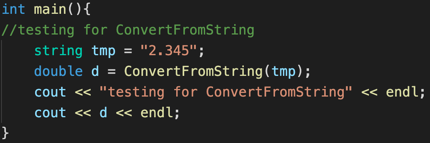 int main(){
//testing for ConvertFromString
    string tmp = "2.345";
    double d = ConvertFromString(tmp);
    cout << "testing for ConvertFromString" << endl;
    cout << d << endl;
}